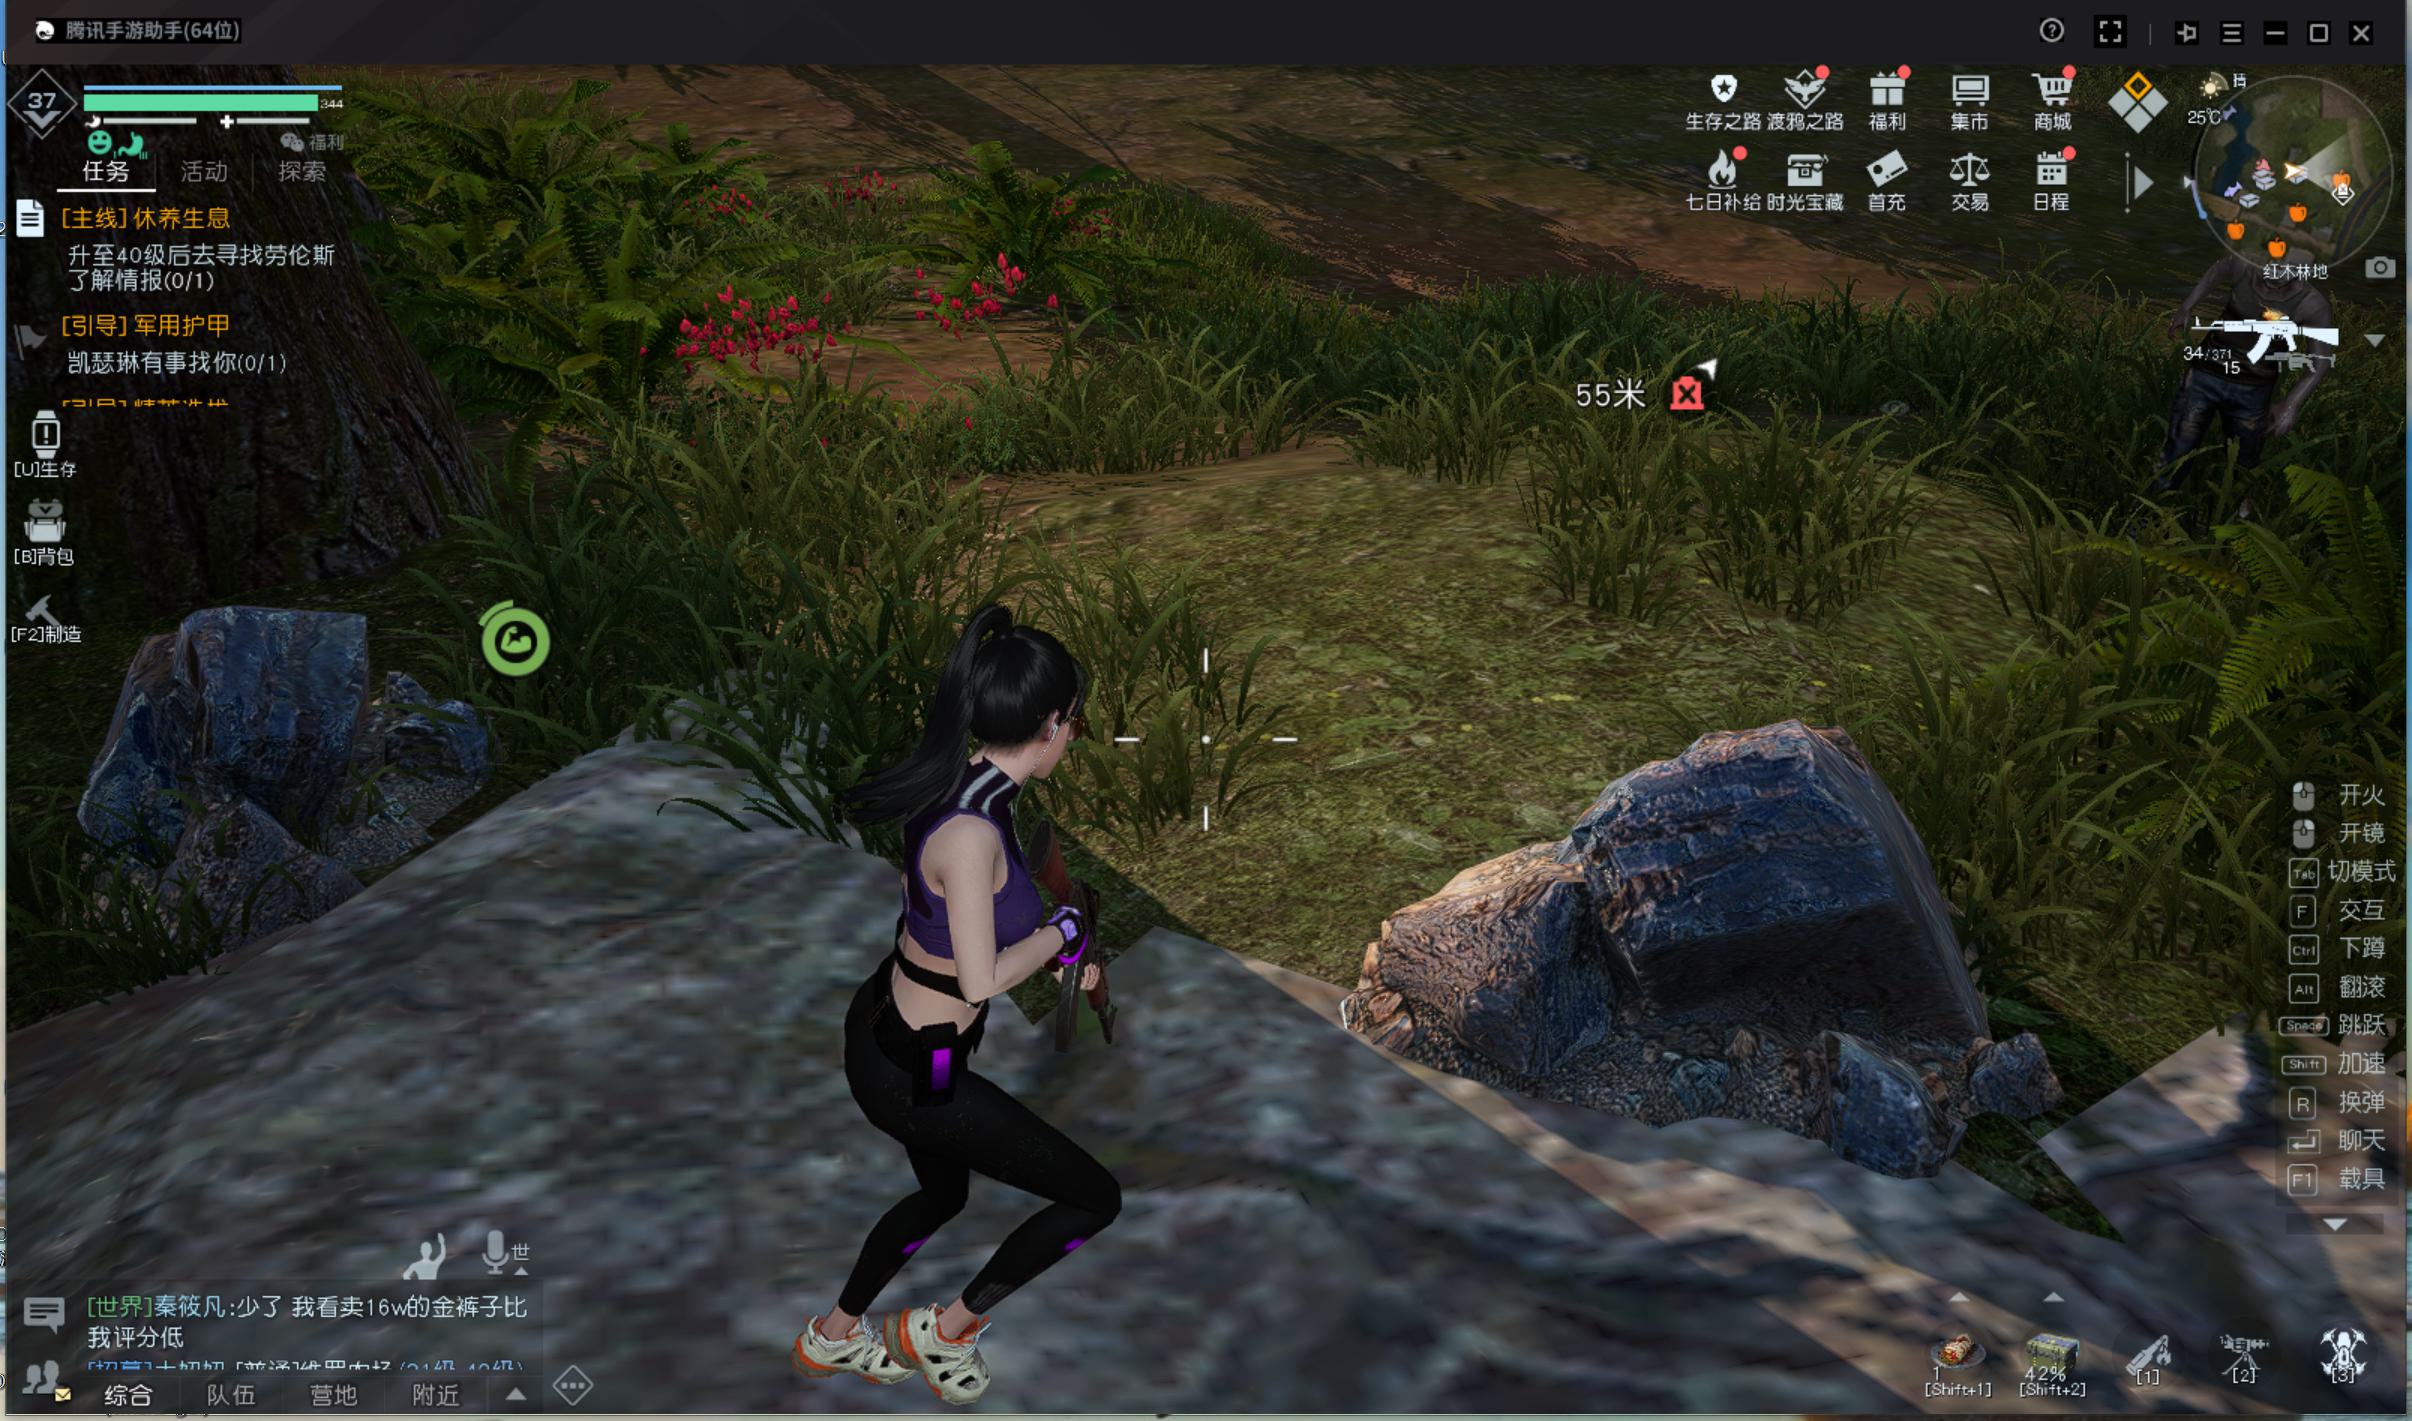 腾讯手游助手(64位)
37
344
福利
任务 活动 探索
[主线] 休养生息
升至40级后去寻找劳伦斯
了解情报(0/1)
[引导] 军用护甲
凯瑟琳有事找你(0/1)
[U]生存
[B]背包
[F2]制造
生存之路 渡鸦之路 福利 集市 商城
七日补给 时光宝藏 首充 交易 日程
晴
25℃
红木林地
34/371
15
55米
开火
开镜
Tab 切模式
F 交互
Ctrl 下蹲
Alt 翻滚
Space 跳跃
Shift 加速
R 换弹
聊天
F1 载具
世
[世界]秦筱凡:少了 我看卖16w的金裤子比
我评分低
综合 队伍 营地 附近
1
[Shift+1]
42%
[Shift+2]
[1]
[2]
[3]